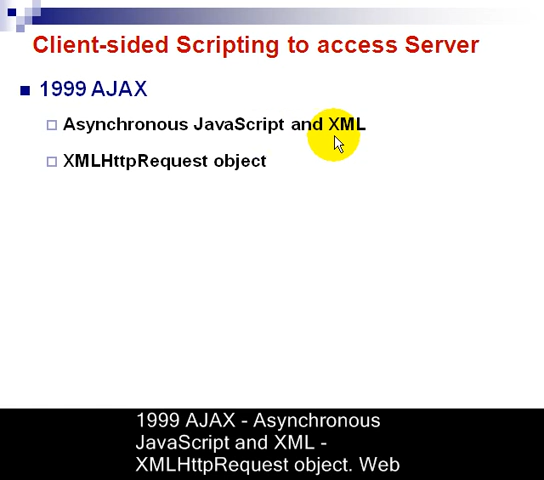 Client-sided Scripting to access Server
1999 AJAX
Asynchronous JavaScript and XML
XMLHttpRequest object
1999 AJAX - Asynchronous
JavaScript and XML -
XMLHttpRequest object. Web